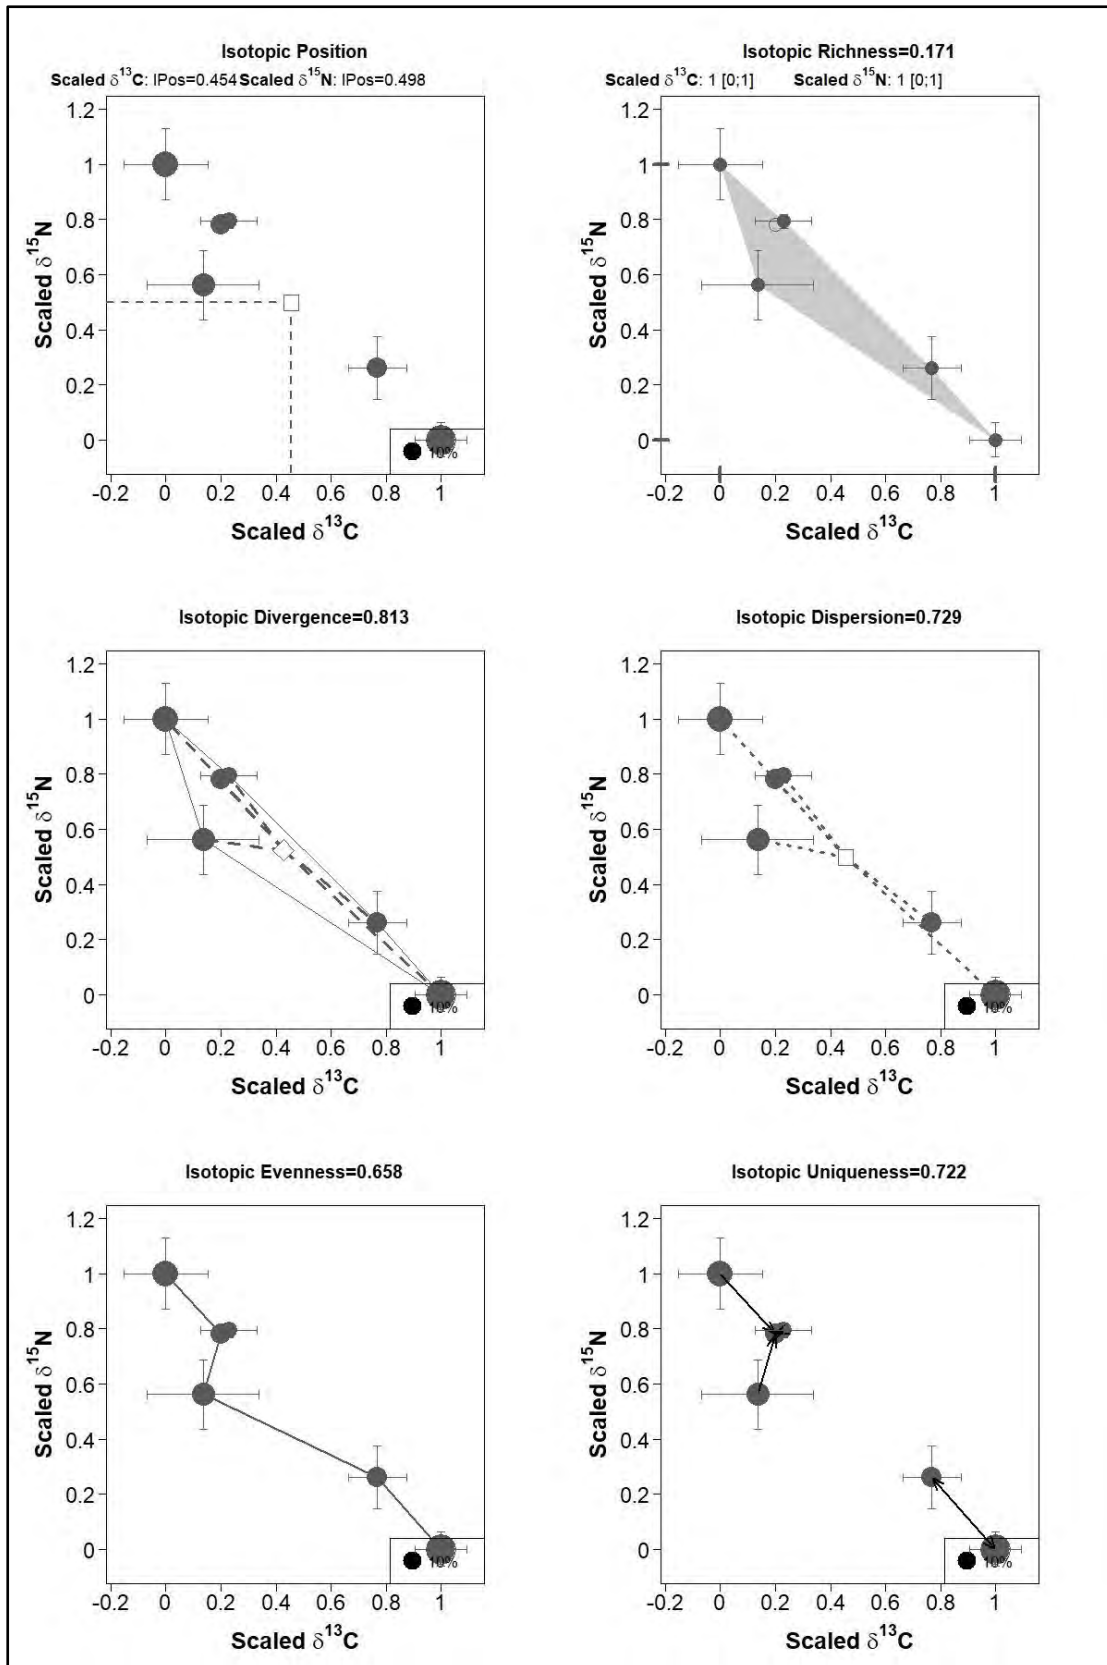 Isotopic Position
Scaled δ13C: IPos=0.454 Scaled δ15N: IPos=0.498
1.2
1
0.8
0.6
0.4
0.2
0
Scaled δ15N
10%
-0.2 0 0.2 0.4 0.6 0.8 1
Scaled δ13C
Isotopic Richness=0.171
Scaled δ13C: 1 [0;1] Scaled δ15N: 1 [0;1]
1.2
1
0.8
0.6
0.4
0.2
0
Scaled δ15N
-0.2 0 0.2 0.4 0.6 0.8 1
Scaled δ13C
Isotopic Divergence=0.813
1.2
1
0.8
0.6
0.4
0.2
0
Scaled δ15N
10%
-0.2 0 0.2 0.4 0.6 0.8 1
Scaled δ13C
Isotopic Dispersion=0.729
1.2
1
0.8
0.6
0.4
0.2
0
Scaled δ15N
10%
-0.2 0 0.2 0.4 0.6 0.8 1
Scaled δ13C
Isotopic Evenness=0.658
1.2
1
0.8
0.6
0.4
0.2
0
Scaled δ15N
10%
-0.2 0 0.2 0.4 0.6 0.8 1
Scaled δ13C
Isotopic Uniqueness=0.722
1.2
1
0.8
0.6
0.4
0.2
0
Scaled δ15N
10%
-0.2 0 0.2 0.4 0.6 0.8 1
Scaled δ13C